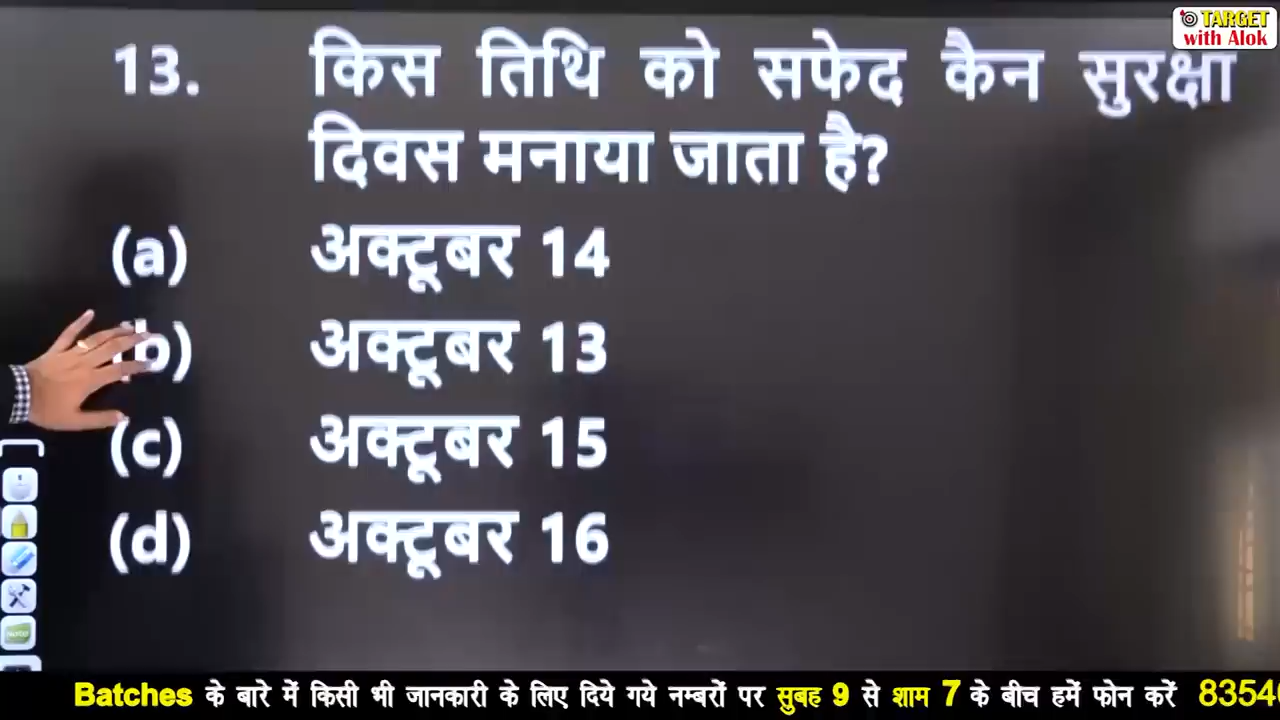 TARGET
with Alok
13. किस तिथि को सफेद कैन सुरक्षा
दिवस मनाया जाता है?
(a) अक्टूबर 14
(b) अक्टूबर 13
(c) अक्टूबर 15
(d) अक्टूबर 16
Batches के बारे में किसी भी जानकारी के लिए दिये गये नम्बरों पर सुबह 9 से शाम 7 के बीच हमें फोन करें